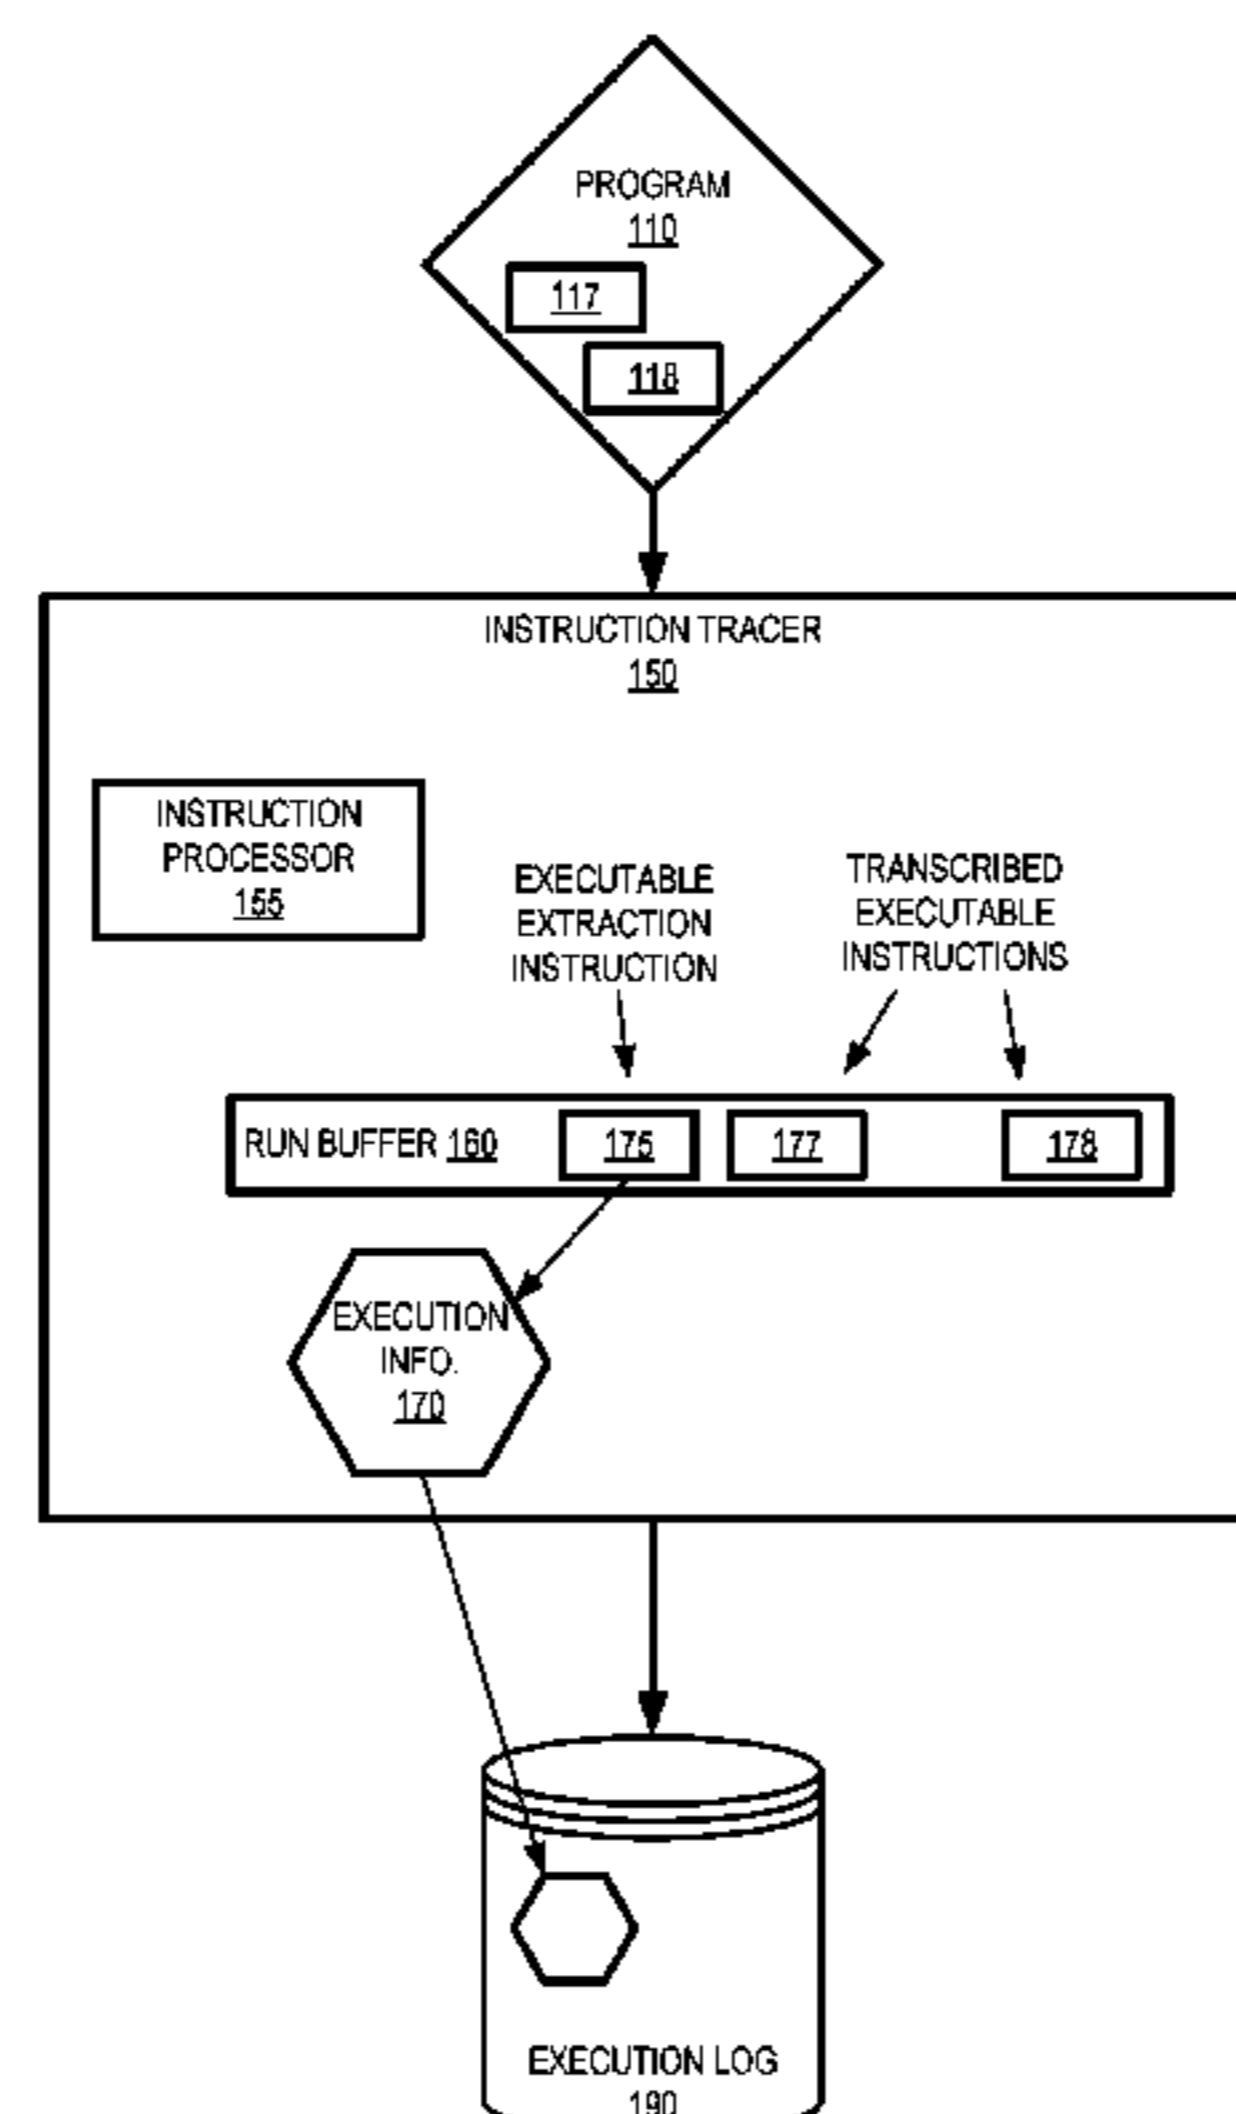 PROGRAM
110
117
118
INSTRUCTION TRACER
150
INSTRUCTION
PROCESSOR
155
EXECUTABLE
EXTRACTION
INSTRUCTION
TRANSCRIBED
EXECUTABLE
INSTRUCTIONS
RUN BUFFER 160
175
177
178
EXECUTION
INFO.
170
EXECUTION LOG
190